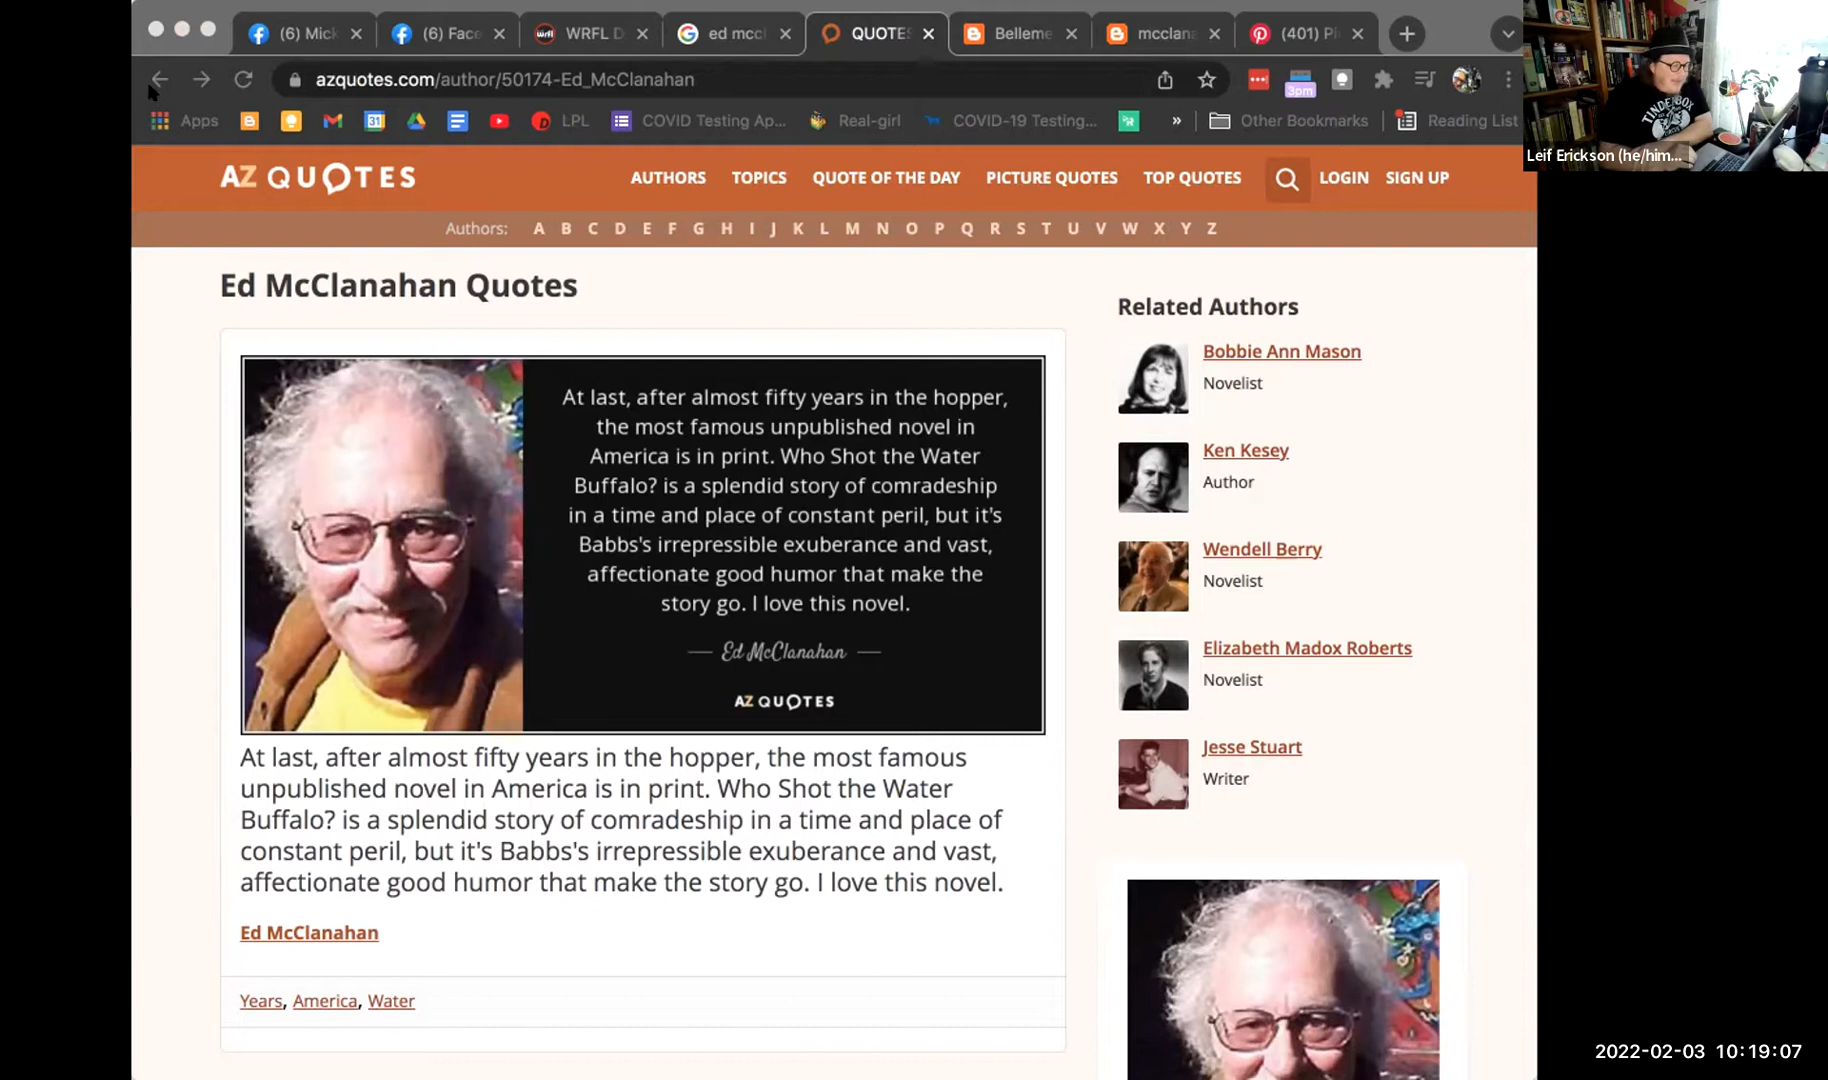 (6) Mick
(6) Face
WRFL D
ed mccl
QUOTES
Belleme
mcclana
(401) Pi
azquotes.com/author/50174-Ed_McClanahan
3pm
Apps
31
LPL
COVID Testing Ap...
Real-girl
COVID-19 Testing...
»
Other Bookmarks
Reading List
TINDERBOX
Leif Erickson (he/him...
AZ QUOTES
AUTHORS TOPICS QUOTE OF THE DAY PICTURE QUOTES TOP QUOTES LOGIN SIGN UP
Authors: A B C D E F G H I J K L M N O P Q R S T U V W X Y Z
Ed McClanahan Quotes
At last, after almost fifty years in the hopper,
the most famous unpublished novel in
America is in print. Who Shot the Water
Buffalo? is a splendid story of comradeship
in a time and place of constant peril, but it's
Babbs's irrepressible exuberance and vast,
affectionate good humor that make the
story go. I love this novel.
— Ed McClanahan —
AZ QUOTES
At last, after almost fifty years in the hopper, the most famous
unpublished novel in America is in print. Who Shot the Water
Buffalo? is a splendid story of comradeship in a time and place of
constant peril, but it's Babbs's irrepressible exuberance and vast,
affectionate good humor that make the story go. I love this novel.
Ed McClanahan
Years, America, Water
Related Authors
Bobbie Ann Mason
Novelist
Ken Kesey
Author
Wendell Berry
Novelist
Elizabeth Madox Roberts
Novelist
Jesse Stuart
Writer
2022-02-03 10:19:07